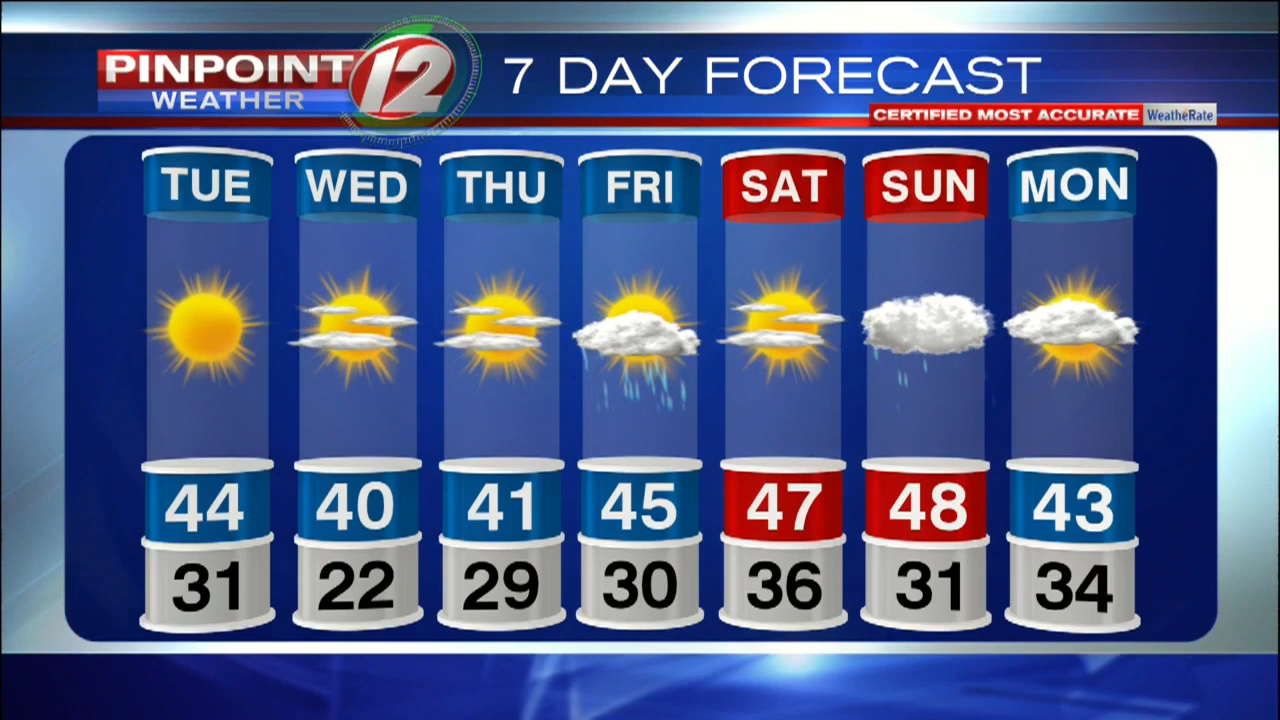 PINPOINT 12 7 DAY FORECAST
WEATHER
CERTIFIED MOST ACCURATE WeatheRate
TUE WED THU FRI SAT SUN MON
44 40 41 45 47 48 43
31 22 29 30 36 31 34